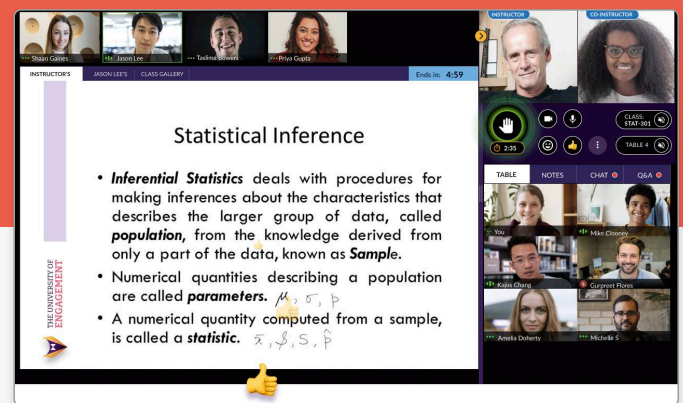 Shaan Gaines
Jason Lee
Taslima Bowers
Priya Gupta
INSTRUCTOR
CO-INSTRUCTOR
INSTRUCTOR'S
JASON LEE'S
CLASS GALLERY
Ends in: 4:59
Statistical Inference
• Inferential Statistics deals with procedures for
making inferences about the characteristics that
describes the larger group of data, called
population, from the knowledge derived from
only a part of the data, known as Sample.
• Numerical quantities describing a population
are called parameters. μ, σ, p
• A numerical quantity computed from a sample,
is called a statistic. x̄, $, S, p̂
THE UNIVERSITY OF
ENGAGEMENT
2:35
CLASS:
STAT-301
TABLE 4
TABLE
NOTES
CHAT
Q&A
You
Mike Clooney
Kajus Chang
Gurpreet Flores
Amelia Doherty
Michelle S